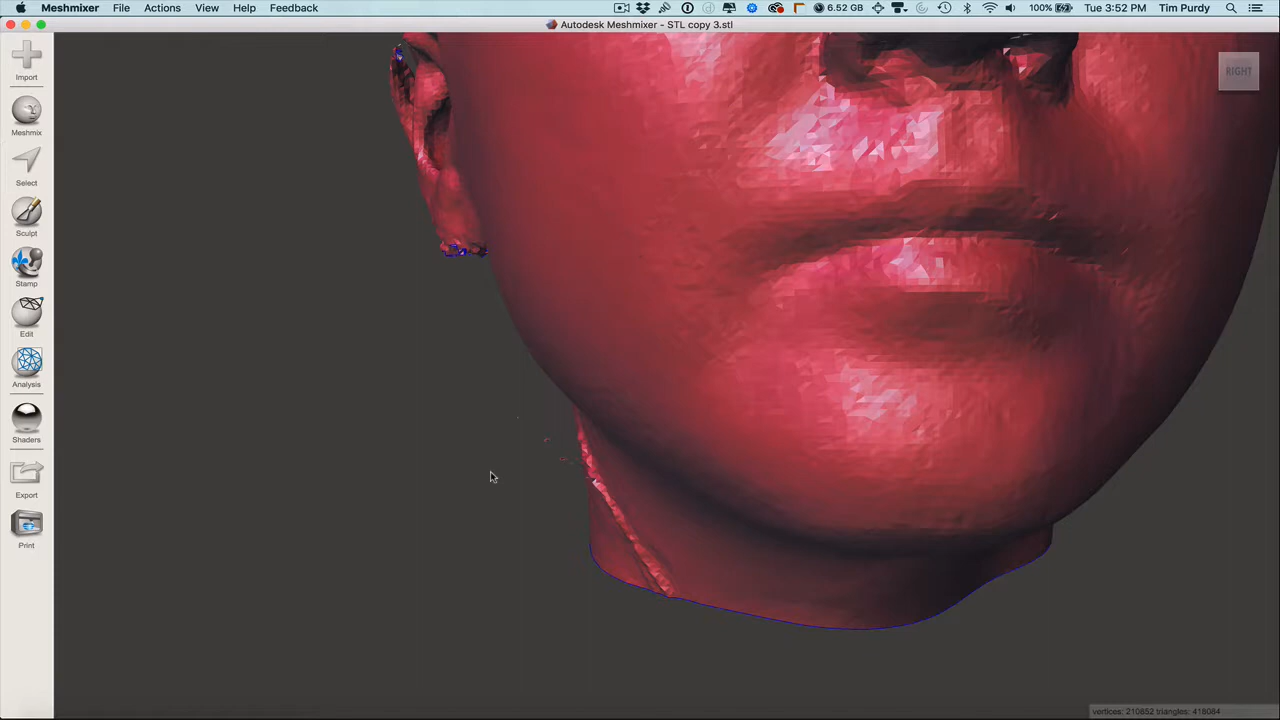 Meshmixer File Actions View Help Feedback 6.52 GB 100% Tue 3:52 PM Tim Purdy
Autodesk Meshmixer - STL copy 3.stl
Import
Meshmix
Select
Sculpt
Stamp
Edit
Analysis
Shaders
Export
Print
RIGHT
vertices: 210852 triangles: 418084